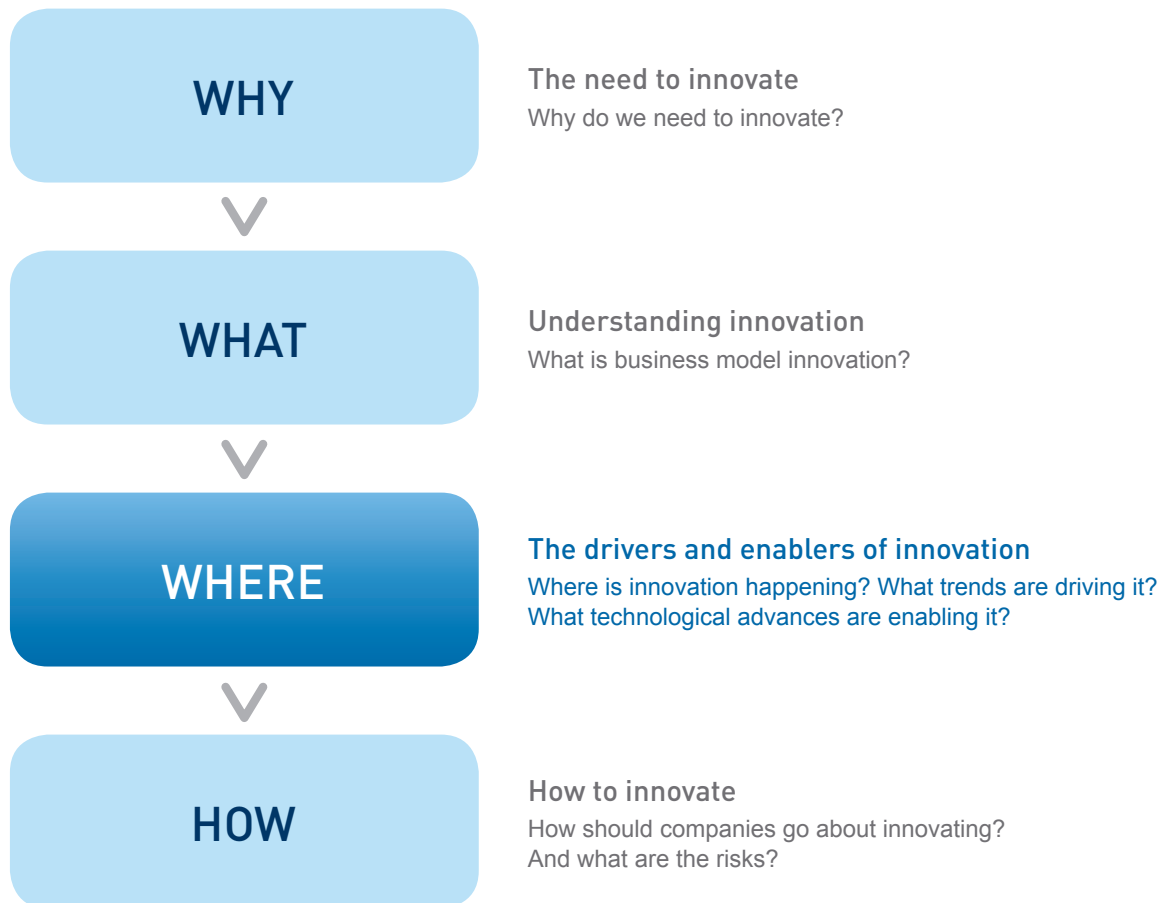 WHY
The need to innovate
Why do we need to innovate?
WHAT
Understanding innovation
What is business model innovation?
WHERE
The drivers and enablers of innovation
Where is innovation happening? What trends are driving it?
What technological advances are enabling it?
HOW
How to innovate
How should companies go about innovating?
And what are the risks?